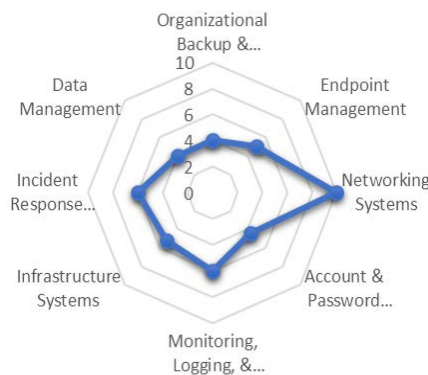 Organizational
Backup &...
10
8
6
4
2
0
Endpoint
Management
Networking
Systems
Account &
Password...
Monitoring,
Logging, &...
Infrastructure
Systems
Incident
Response...
Data
Management